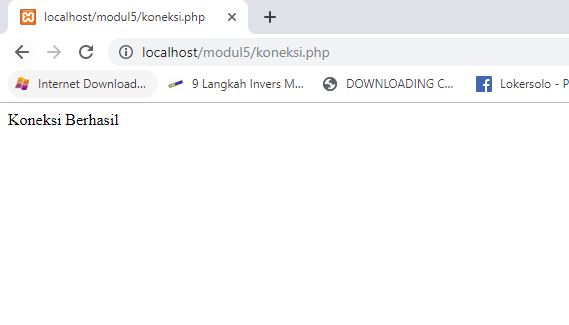 localhost/modul5/koneksi.php
localhost/modul5/koneksi.php
Internet Download... 9 Langkah Invers M... DOWNLOADING C... Lokersolo - P
Koneksi Berhasil